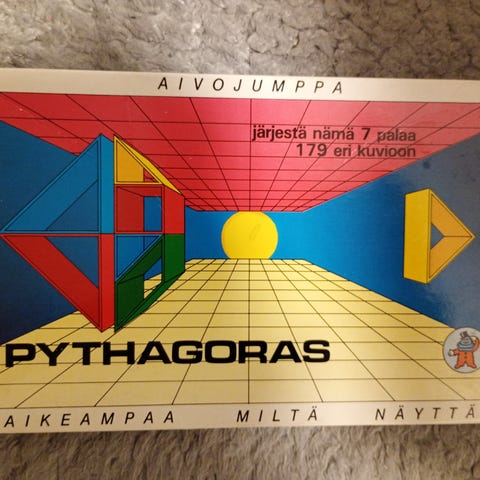 AIVOJUMPPA
järjestä nämä 7 palaa
179 eri kuvioon
PYTHAGORAS
AIKEAMPAA MILTÄ NÄYTTÄ